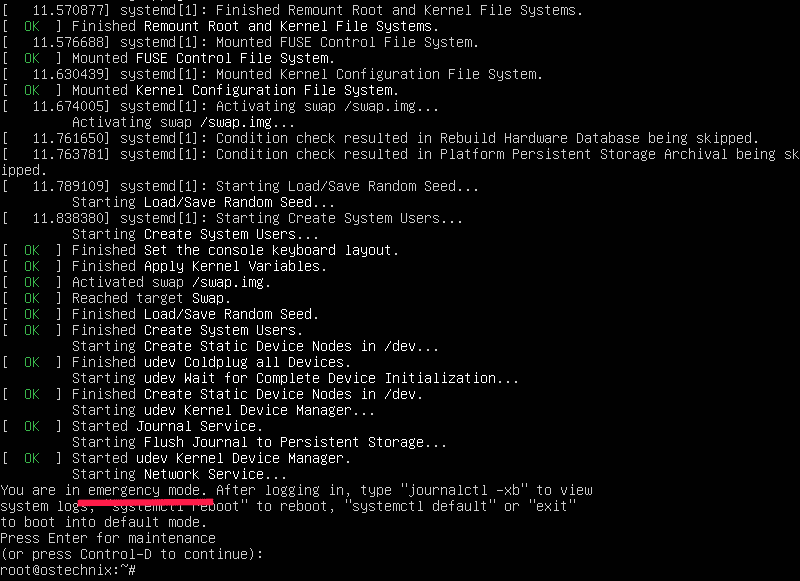 [   11.570877] systemd[1]: Finished Remount Root and Kernel File Systems.
[  OK  ] Finished Remount Root and Kernel File Systems.
[   11.576688] systemd[1]: Mounted FUSE Control File System.
[  OK  ] Mounted FUSE Control File System.
[   11.630439] systemd[1]: Mounted Kernel Configuration File System.
[  OK  ] Mounted Kernel Configuration File System.
[   11.674005] systemd[1]: Activating swap /swap.img...
         Activating swap /swap.img...
[   11.761650] systemd[1]: Condition check resulted in Rebuild Hardware Database being skipped.
[   11.763781] systemd[1]: Condition check resulted in Platform Persistent Storage Archival being sk
ipped.
[   11.789109] systemd[1]: Starting Load/Save Random Seed...
         Starting Load/Save Random Seed...
[   11.838380] systemd[1]: Starting Create System Users...
         Starting Create System Users...
[  OK  ] Finished Set the console keyboard layout.
[  OK  ] Finished Apply Kernel Variables.
[  OK  ] Activated swap /swap.img.
[  OK  ] Reached target Swap.
[  OK  ] Finished Load/Save Random Seed.
[  OK  ] Finished Create System Users.
         Starting Create Static Device Nodes in /dev...
[  OK  ] Finished udev Coldplug all Devices.
         Starting udev Wait for Complete Device Initialization...
[  OK  ] Finished Create Static Device Nodes in /dev.
         Starting udev Kernel Device Manager...
[  OK  ] Started Journal Service.
         Starting Flush Journal to Persistent Storage...
[  OK  ] Started udev Kernel Device Manager.
         Starting Network Service...
You are in emergency mode. After logging in, type "journalctl -xb" to view
system logs, "systemctl reboot" to reboot, "systemctl default" or "exit"
to boot into default mode.
Press Enter for maintenance
(or press Control-D to continue):
root@ostechnix:~#